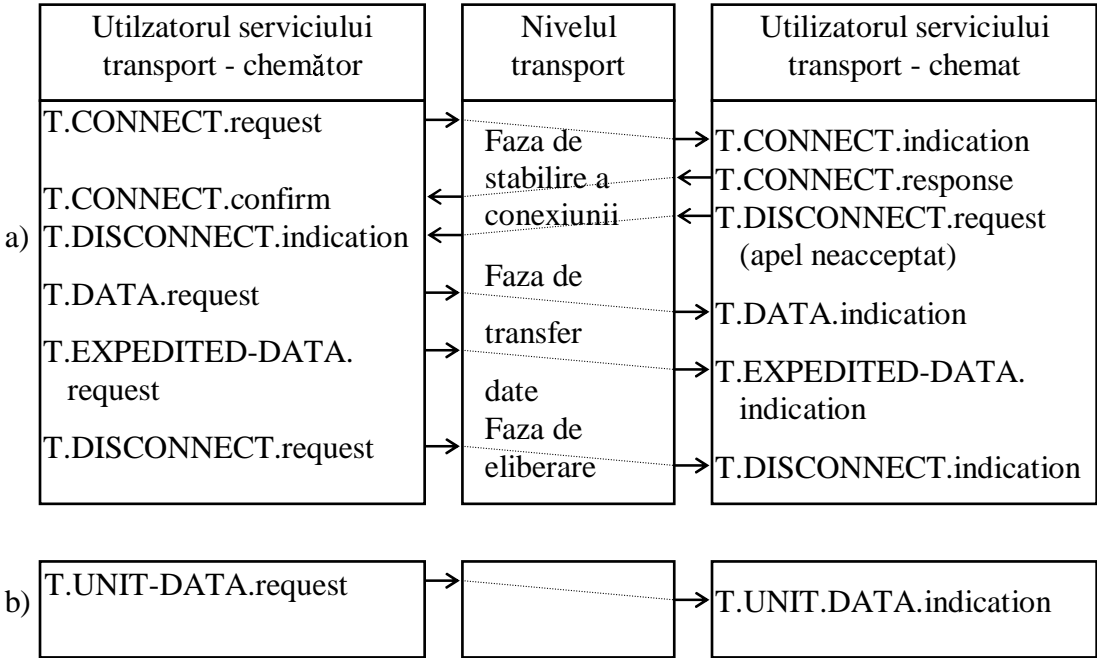 Utilzatorul serviciului
transport - chemător
Nivelul
transport
Utilizatorul serviciului
transport - chemat
a)
T.CONNECT.request
T.CONNECT.confirm
T.DISCONNECT.indication
T.DATA.request
T.EXPEDITED-DATA.
request
T.DISCONNECT.request
Faza de
stabilire a
conexiunii
Faza de
transfer
date
Faza de
eliberare
T.CONNECT.indication
T.CONNECT.response
T.DISCONNECT.request
(apel neacceptat)
T.DATA.indication
T.EXPEDITED-DATA.
indication
T.DISCONNECT.indication
b)
T.UNIT-DATA.request
T.UNIT.DATA.indication